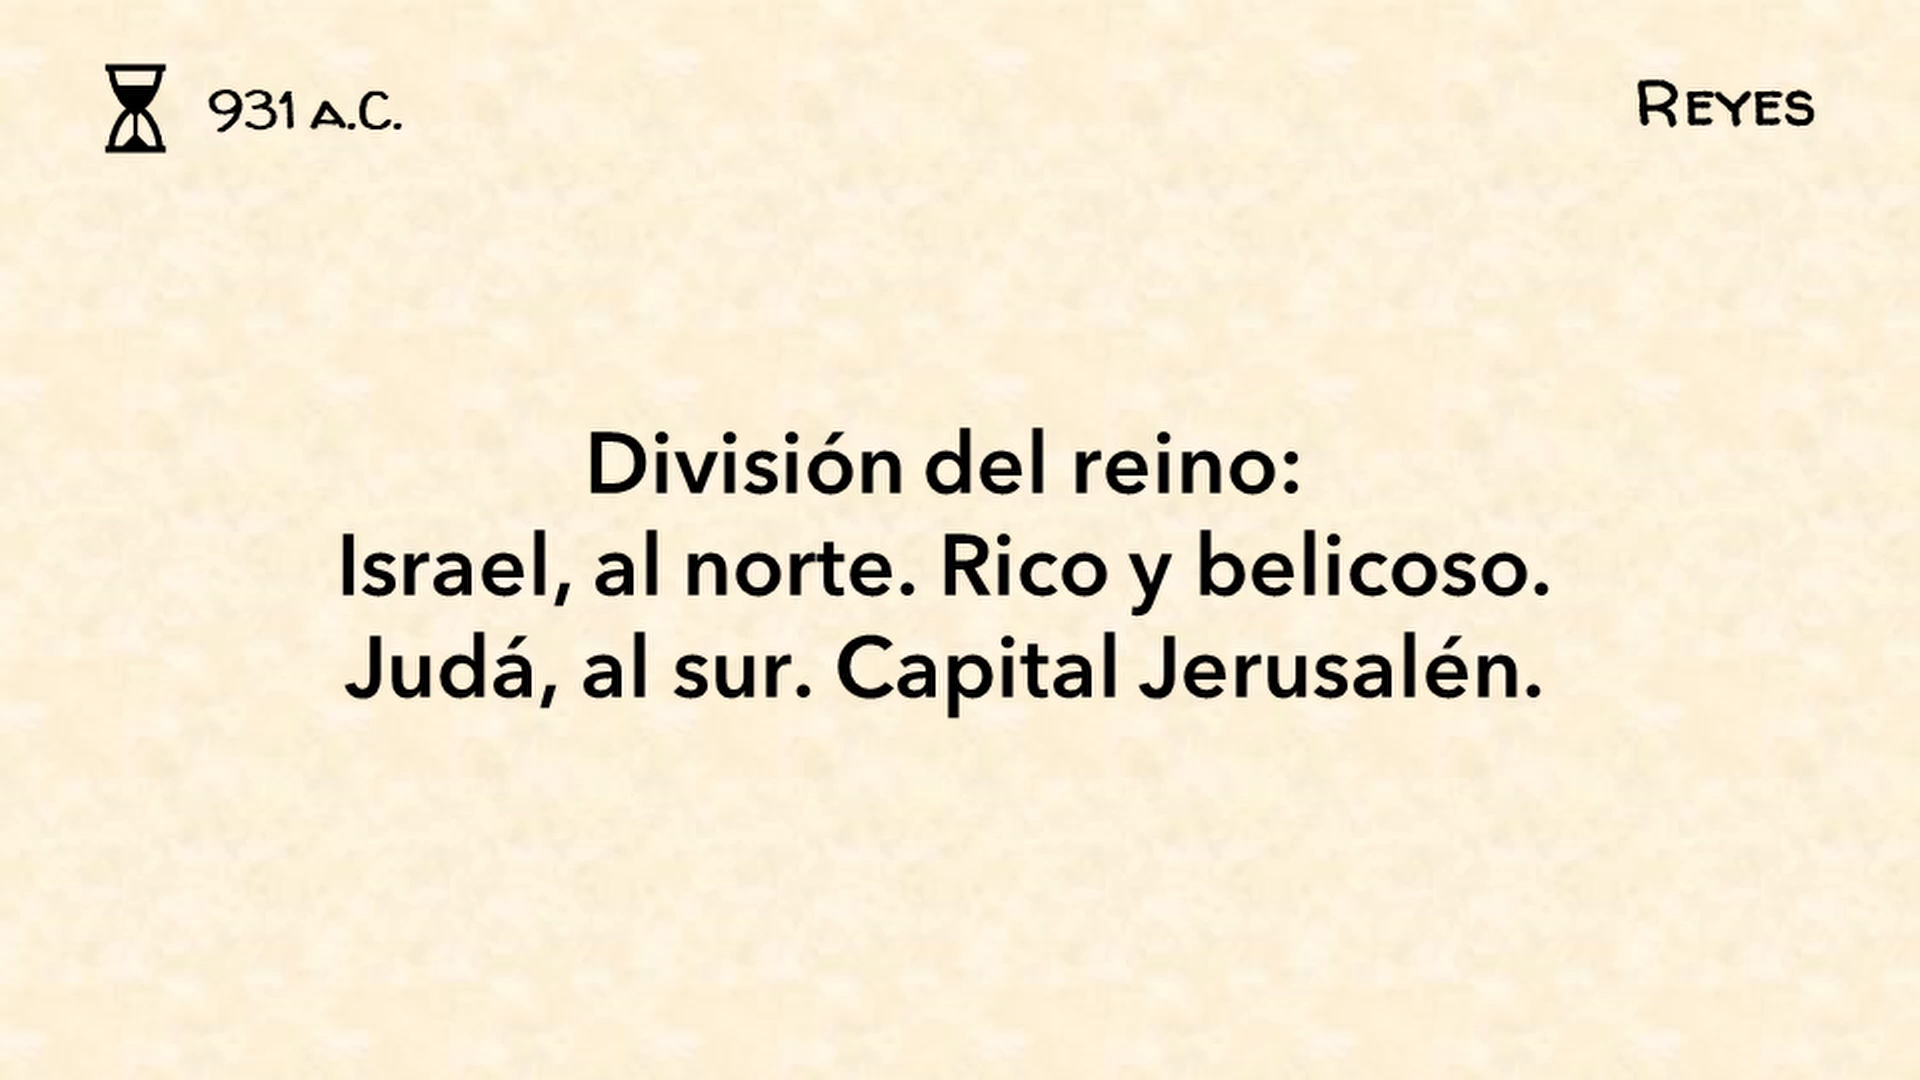 931 a.C.
Reyes
División del reino:
Israel, al norte. Rico y belicoso.
Judá, al sur. Capital Jerusalén.